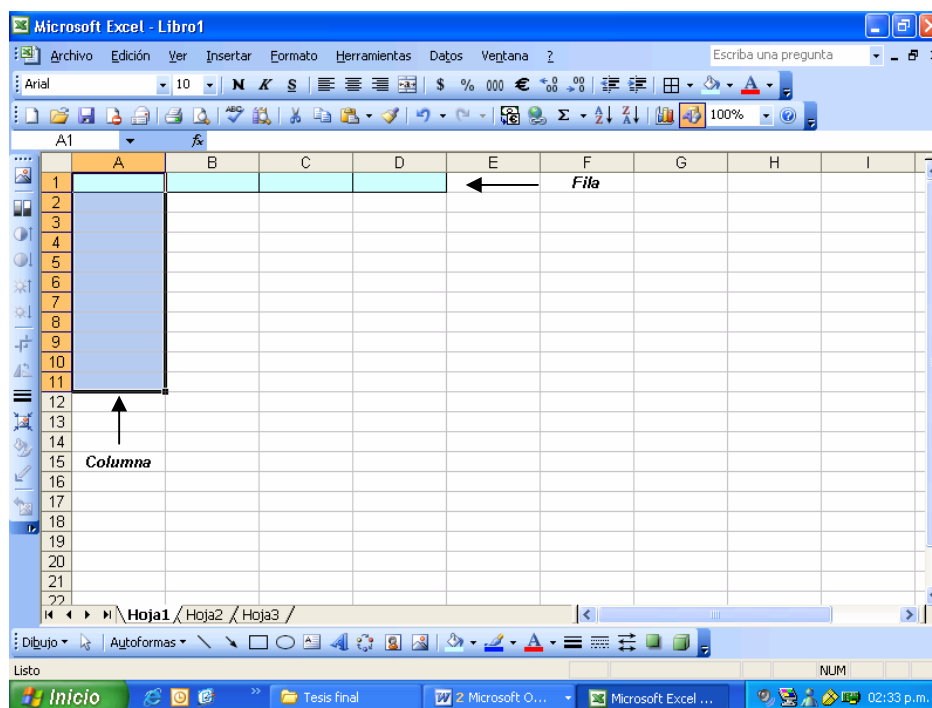 Microsoft Excel - Libro1
Archivo Edición Ver Insertar Formato Herramientas Datos Ventana ? Escriba una pregunta
Arial 10 N K S $ % 000 €
Σ 100%
A1 fx
A B C D E F G H I
1 Fila
2
3
4
5
6
7
8
9
10
11
12
13
14
15 Columna
16
17
18
19
20
21
22
Hoja1 Hoja2 Hoja3
Dibujo Autoformas
Listo NUM
Inicio Tesis final 2 Microsoft O... Microsoft Excel ... 02:33 p.m.